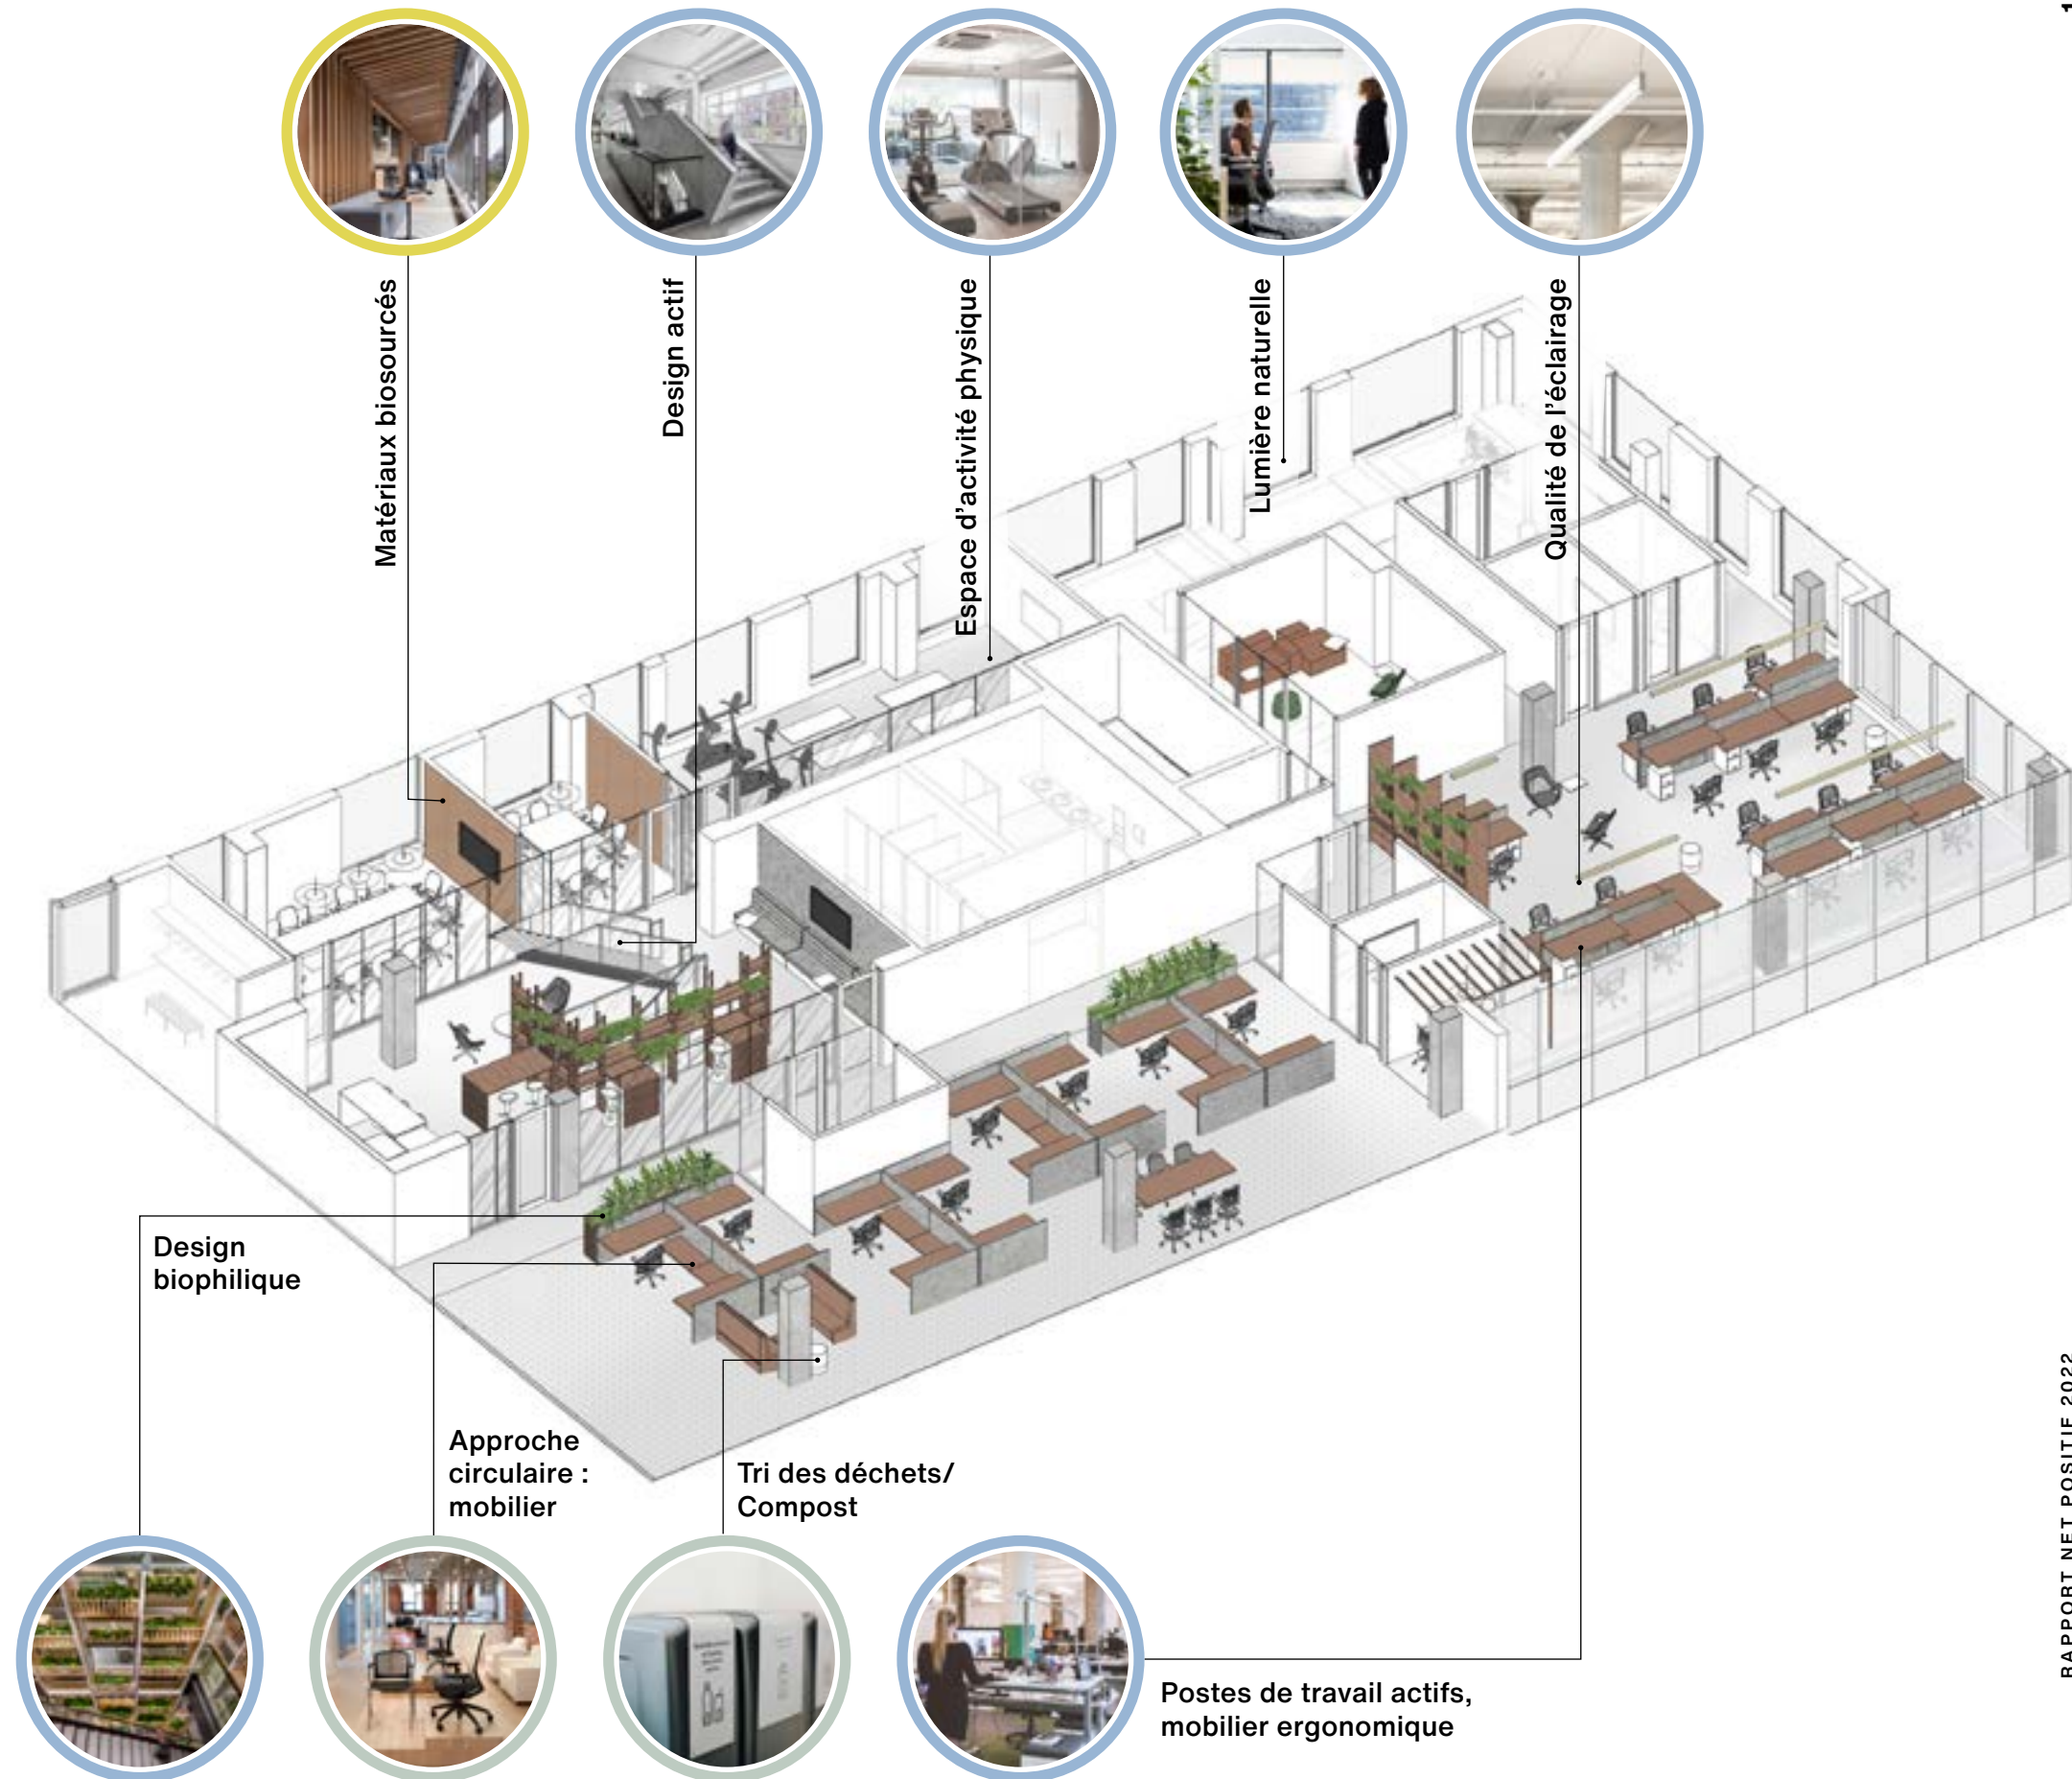 Matériaux biosourcés
Design actif
Espace d'activité physique
Lumière naturelle
Qualité de l'éclairage
Design
biophilique
Approche
circulaire :
mobilier
Tri des déchets/
Compost
Postes de travail actifs,
mobilier ergonomique
RAPPORT NET POSITIF 2022